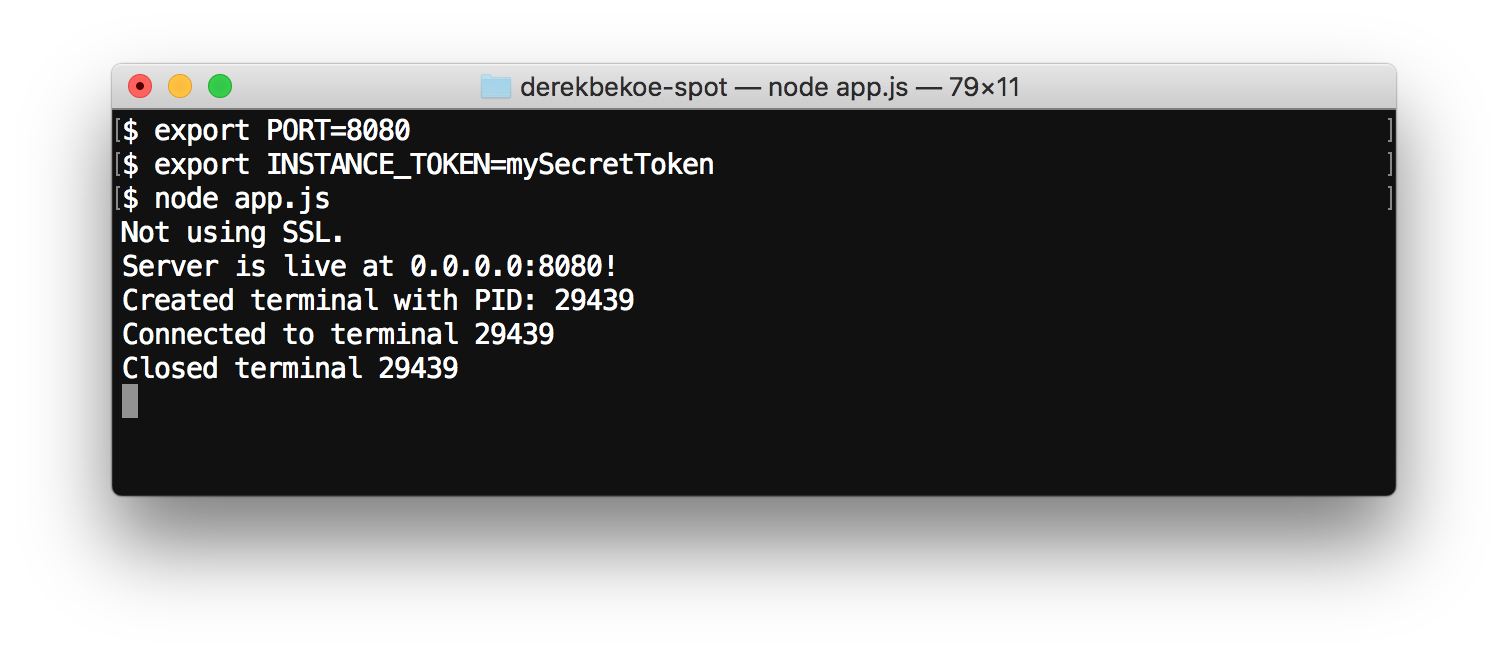 derekbekoe-spot — node app.js — 79×11
[$ export PORT=8080 ]
[$ export INSTANCE_TOKEN=mySecretToken ]
[$ node app.js ]
Not using SSL.
Server is live at 0.0.0.0:8080!
Created terminal with PID: 29439
Connected to terminal 29439
Closed terminal 29439